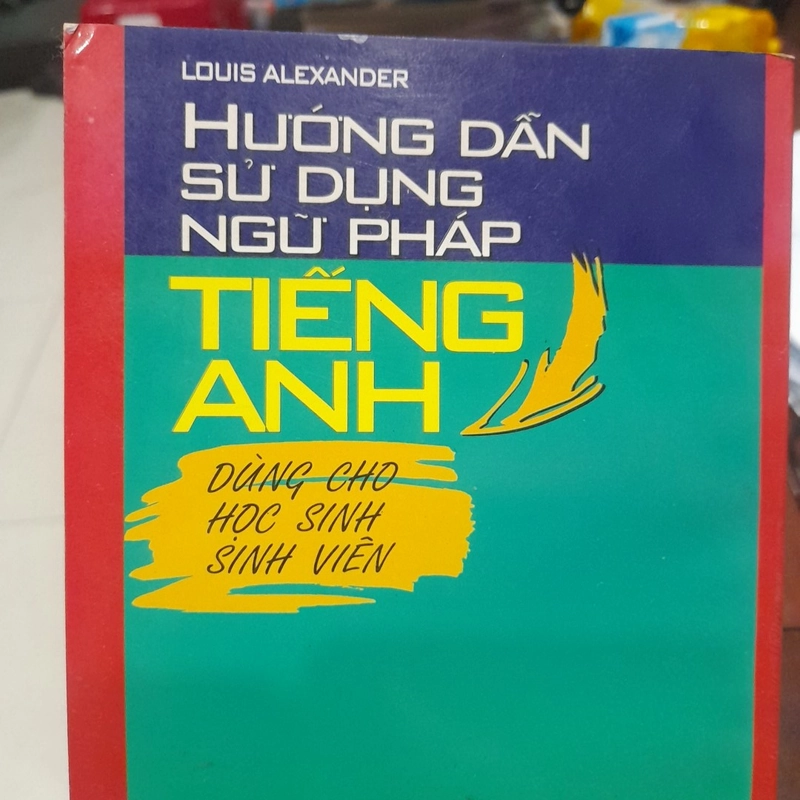 LOUIS ALEXANDER
HƯỚNG DẪN
SỬ DỤNG
NGỮ PHÁP
TIẾNG
ANH
DÙNG CHO
HỌC SINH
SINH VIÊN